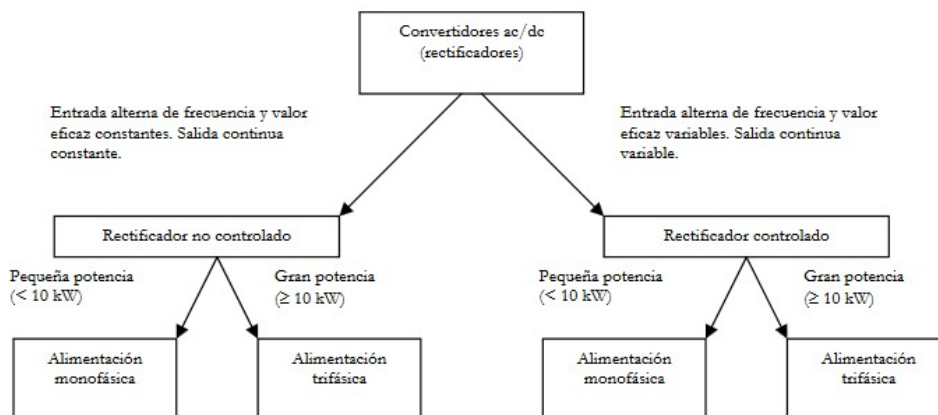 Convertidores ac/dc
(rectificadores)
Entrada alterna de frecuencia y valor
eficaz constantes. Salida continua
constante.
Entrada alterna de frecuencia y valor
eficaz variables. Salida continua
variable.
Rectificador no controlado
Rectificador controlado
Pequeña potencia
(< 10 kW)
Gran potencia
(≥ 10 kW)
Pequeña potencia
(< 10 kW)
Gran potencia
(≥ 10 kW)
Alimentación
monofásica
Alimentación
trifásica
Alimentación
monofásica
Alimentación
trifásica